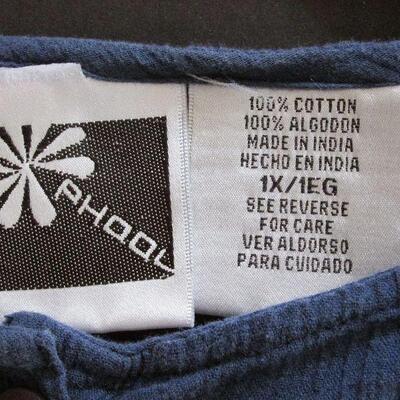 PHOOL
100% COTTON
100% ALGODON
MADE IN INDIA
HECHO EN INDIA
1X/1EG
SEE REVERSE
FOR CARE
VER ALDORSO
PARA CUIDADO